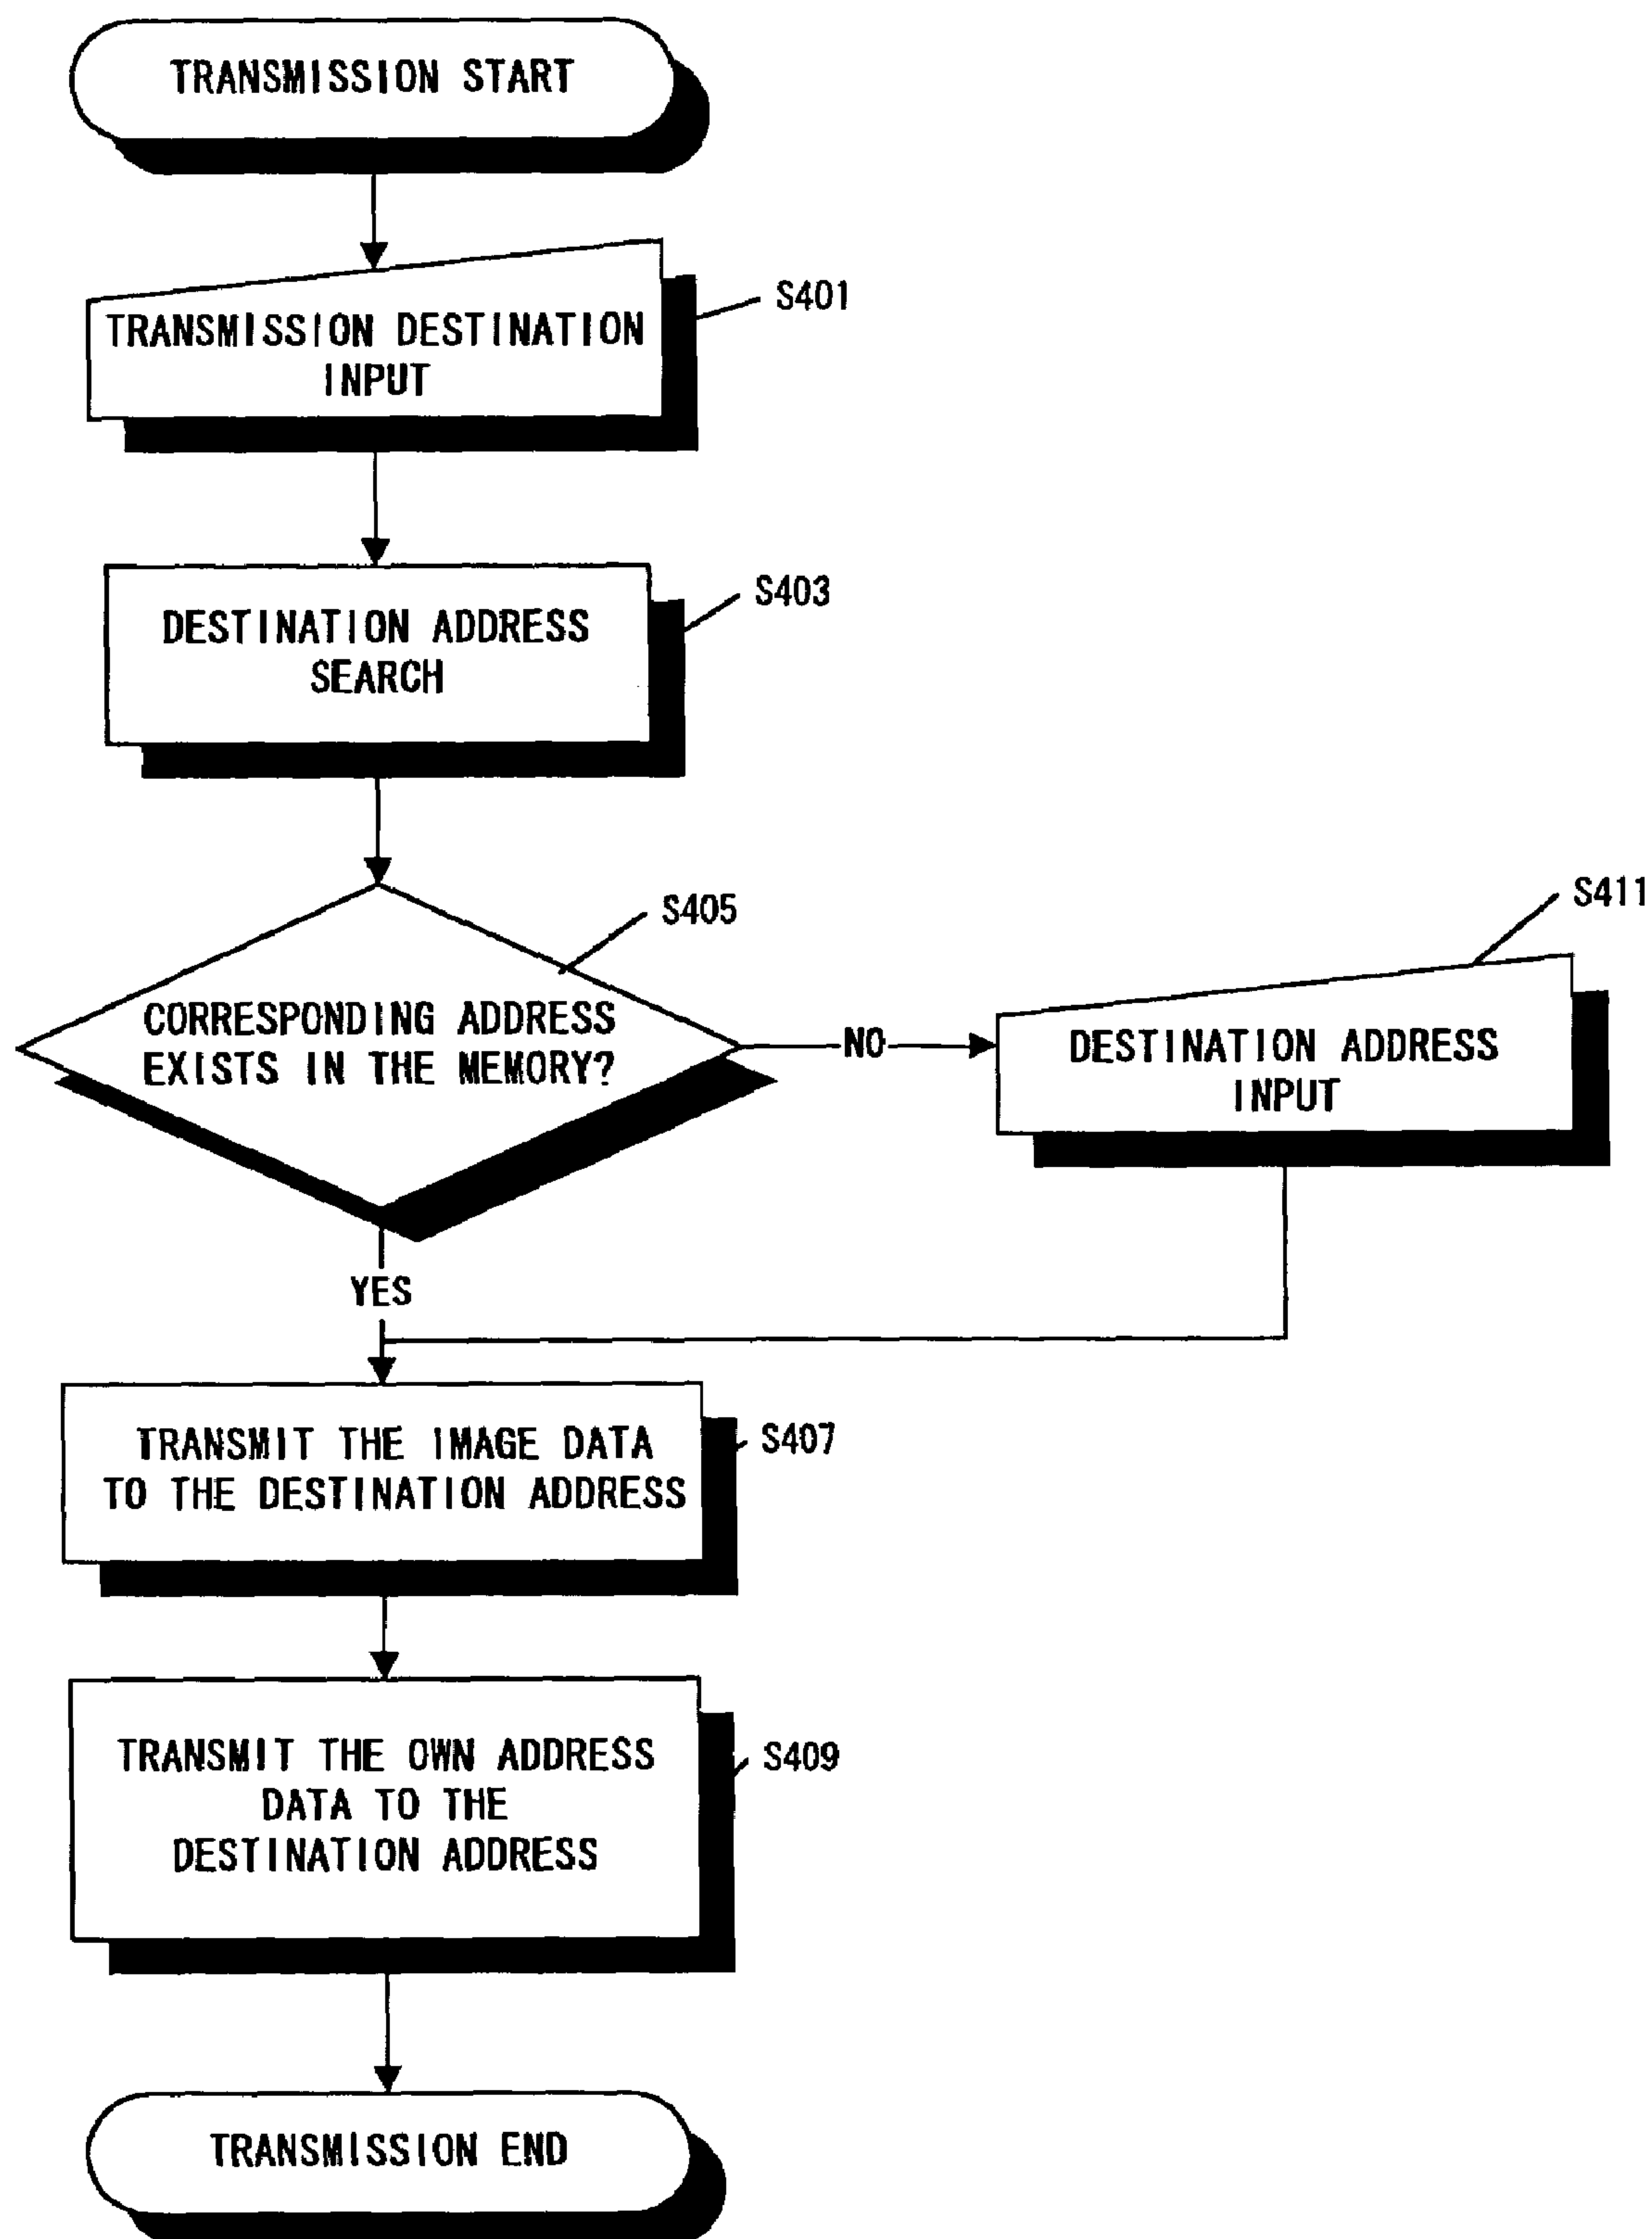 TRANSMISSION START
S401
TRANSMISSION DESTINATION
INPUT
S403
DESTINATION ADDRESS
SEARCH
S405
CORRESPONDING ADDRESS
EXISTS IN THE MEMORY?
NO
S411
DESTINATION ADDRESS
INPUT
YES
TRANSMIT THE IMAGE DATA
TO THE DESTINATION ADDRESS
S407
TRANSMIT THE OWN ADDRESS
DATA TO THE
DESTINATION ADDRESS
S409
TRANSMISSION END